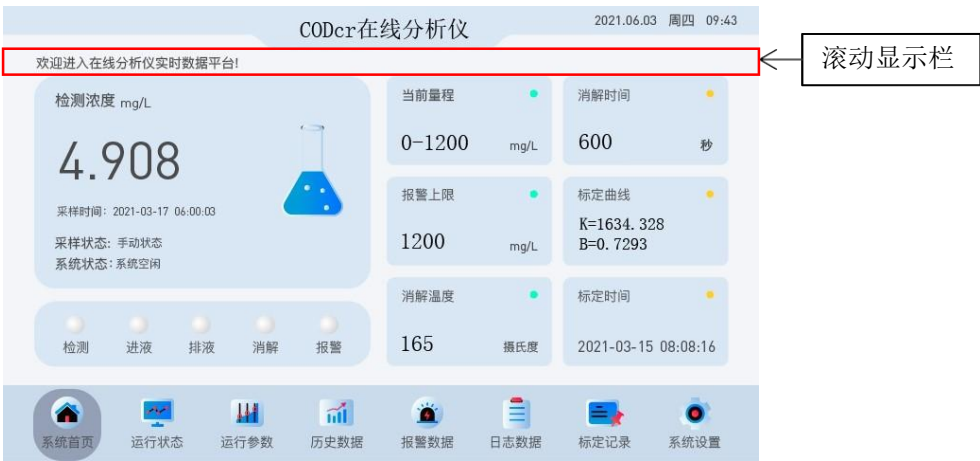 CODcr在线分析仪
2021.06.03 周四 09:43
欢迎进入在线分析仪实时数据平台!
滚动显示栏
检测浓度 mg/L
4.908
采样时间: 2021-03-17 06:00:03
采样状态: 手动状态
系统状态: 系统空闲
当前量程
0-1200 mg/L
消解时间
600 秒
报警上限
1200 mg/L
标定曲线
K=1634.328
B=0.7293
消解温度
165 摄氏度
标定时间
2021-03-15 08:08:16
检测 进液 排液 消解 报警
系统首页 运行状态 运行参数 历史数据 报警数据 日志数据 标定记录 系统设置